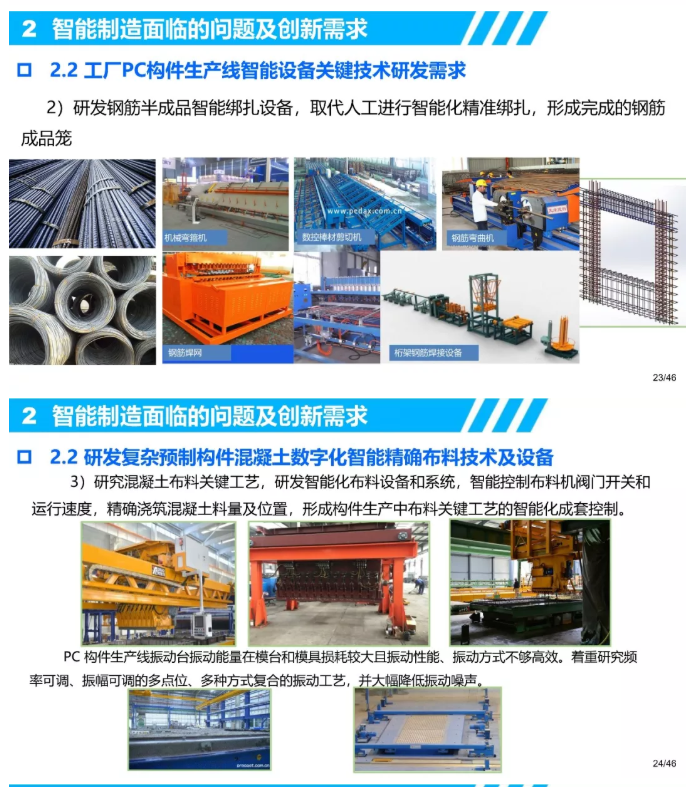 2 智能制造面临的问题及创新需求
2.2 工厂PC构件生产线智能设备关键技术研发需求
2）研发钢筋半成品智能绑扎设备，取代人工进行智能化精准绑扎，形成完成的钢筋
成品笼
www.pedax.com.cn
机械弯箍机
数控棒材剪切机
钢筋弯曲机
钢筋焊网
桁架钢筋焊接设备
23/46
2 智能制造面临的问题及创新需求
2.2 研发复杂预制构件混凝土数字化智能精确布料技术及设备
3）研究混凝土布料关键工艺，研发智能化布料设备和系统，智能控制布料机阀门开关和
运行速度，精确浇筑混凝土料量及位置，形成构件生产中布料关键工艺的智能化成套控制。
PC 构件生产线振动台振动能量在模台和模具损耗较大且振动性能、振动方式不够高效。着重研究频
率可调、振幅可调的多点位、多种方式复合的振动工艺，并大幅降低振动噪声。
24/46